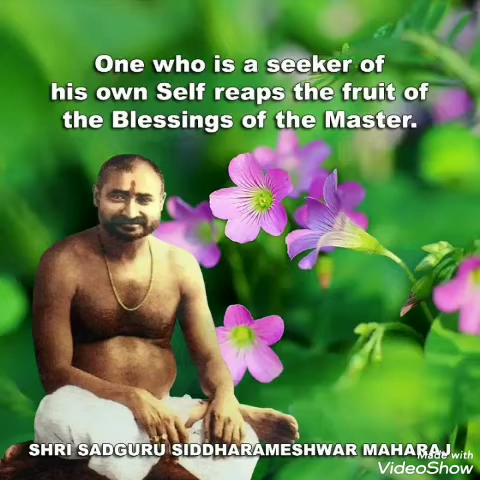 One who is a seeker of
his own Self reaps the fruit of
the Blessings of the Master.
SHRI SADGURU SIDDHARAMESHWAR MAHARAJ
Made with
VideoShow